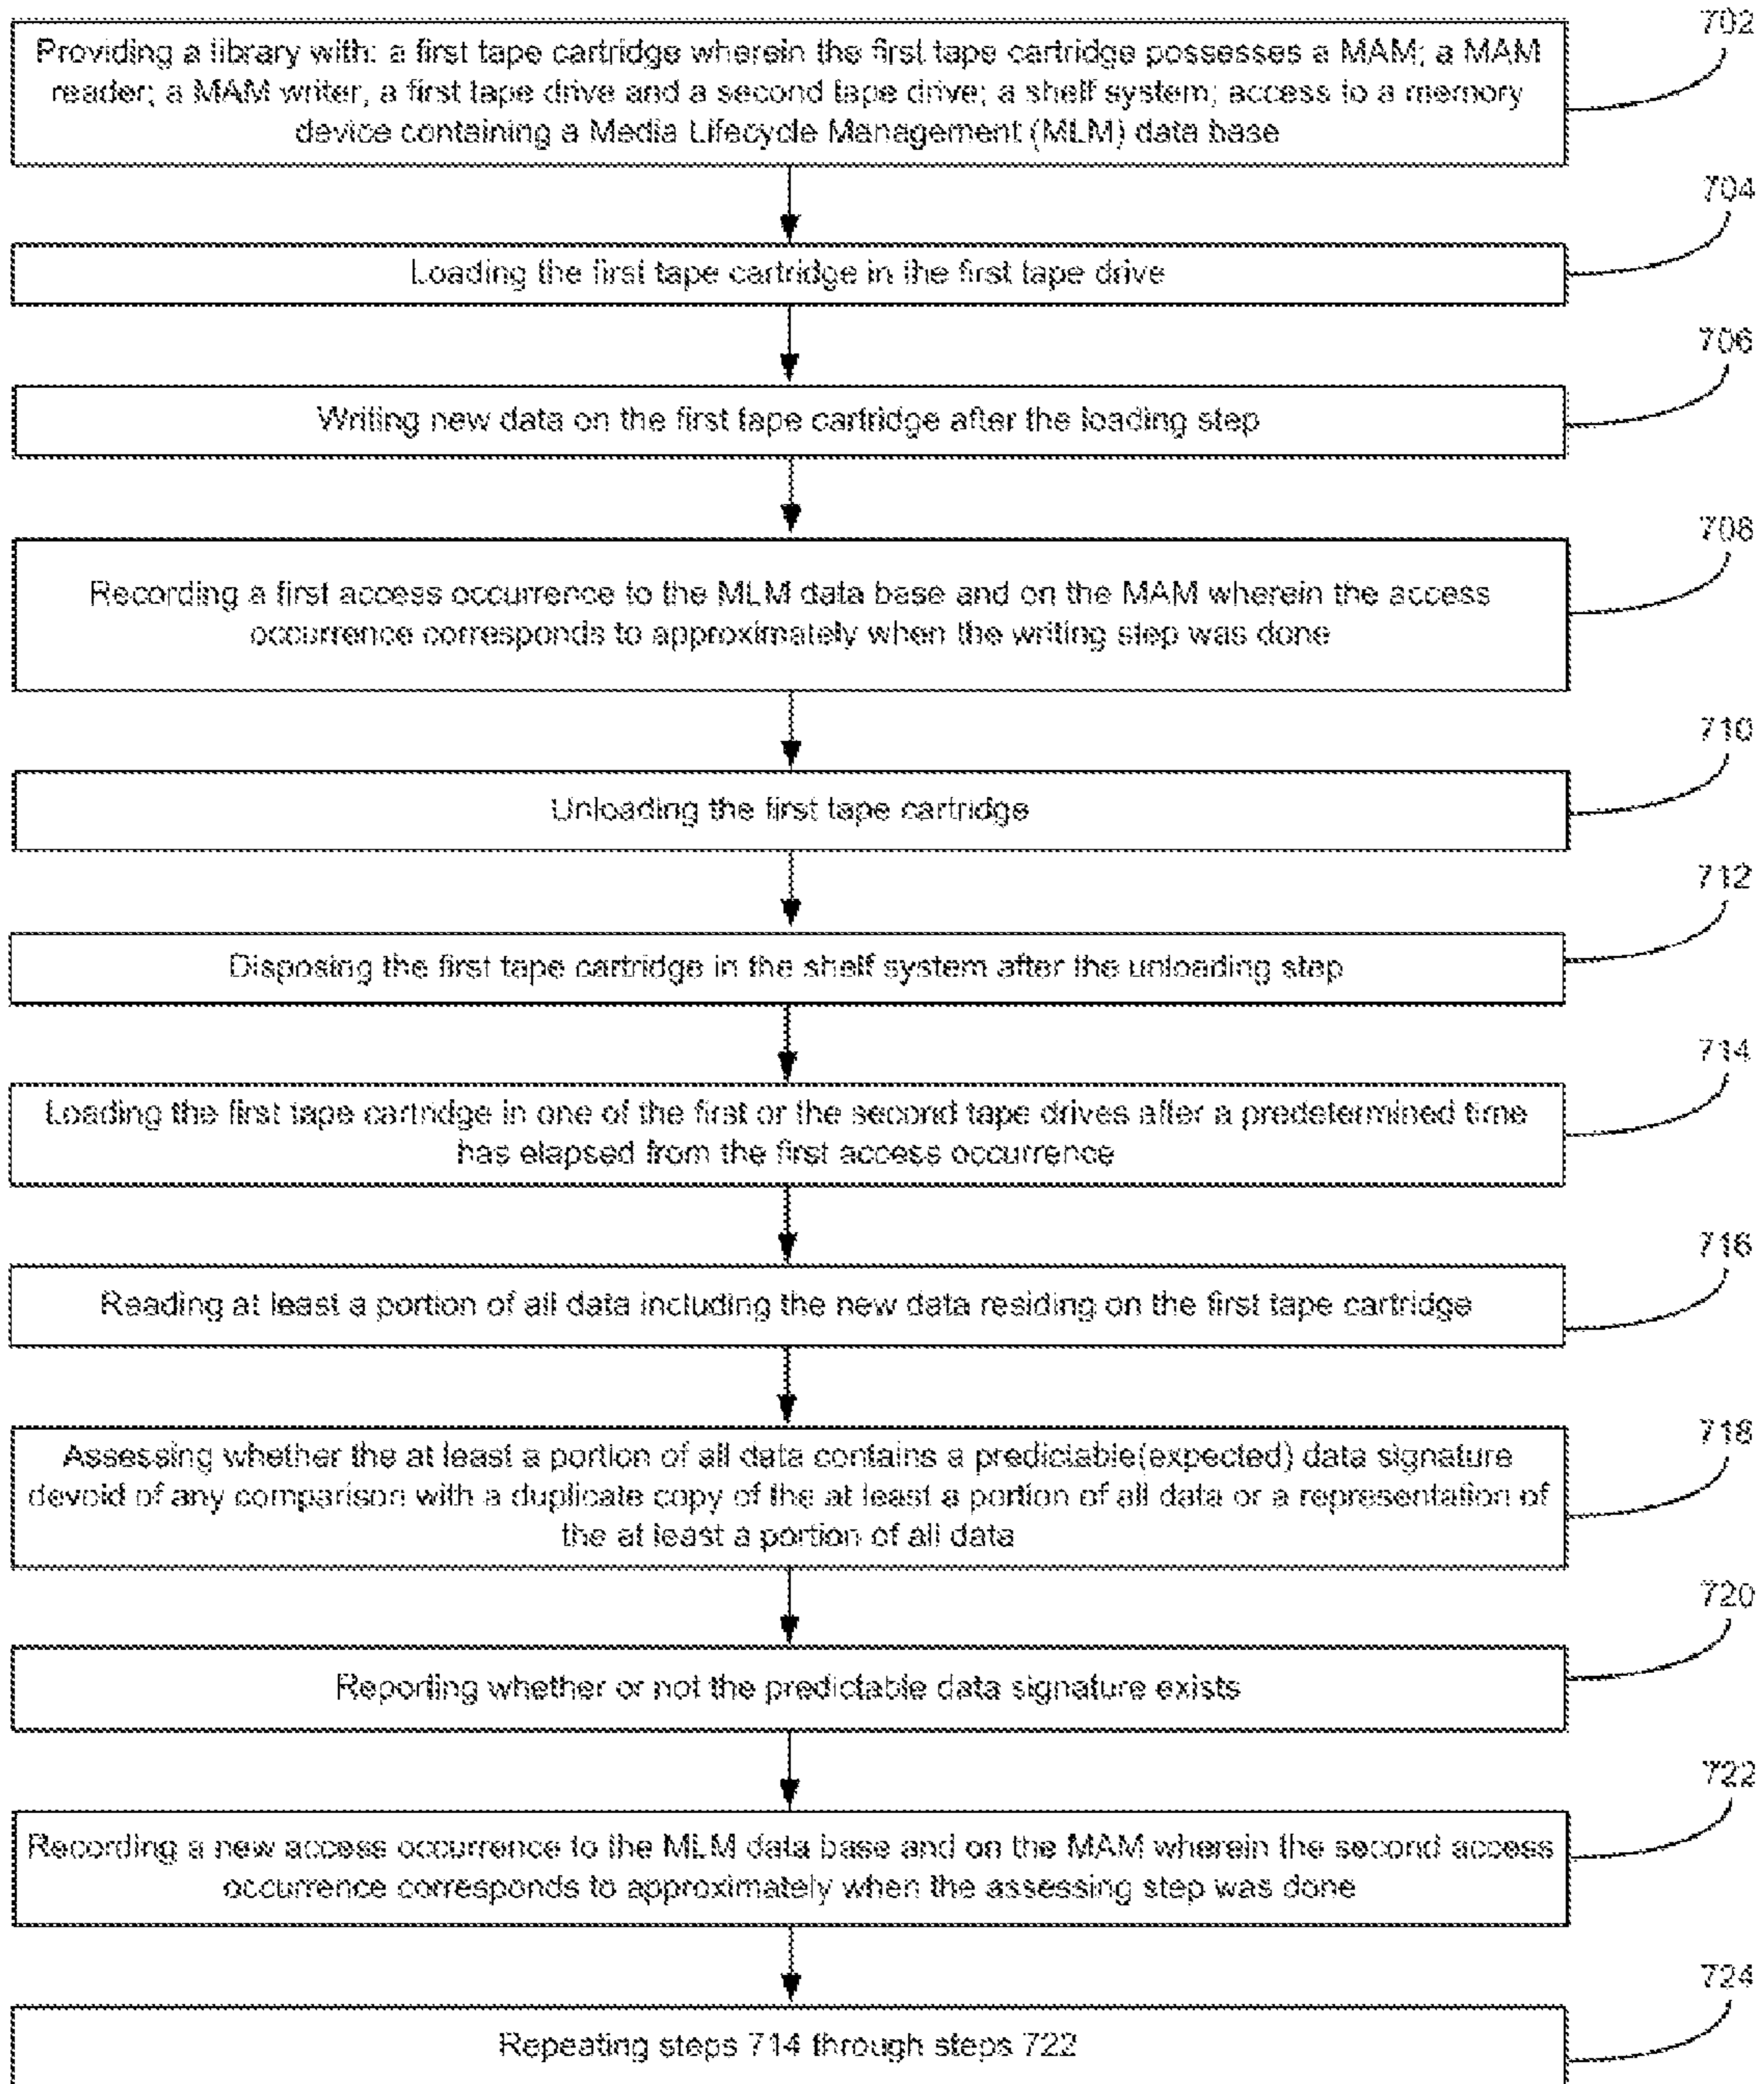 702
Providing a library with: a first tape cartridge wherein the first tape cartridge possesses a MAM; a MAM
reader; a MAM writer, a first tape drive and a second tape drive; a shelf system; access to a memory
device containing a Media Lifecycle Management (MLM) data base
704
Loading the first tape cartridge in the first tape drive
706
Writing new data on the first tape cartridge after the loading step
708
Recording a first access occurrence to the MLM data base and on the MAM wherein the access
occurrence corresponds to approximately when the writing step was done
710
Unloading the first tape cartridge
712
Disposing the first tape cartridge in the shelf system after the unloading step
714
Loading the first tape cartridge in one of the first or the second tape drives after a predetermined time
has elapsed from the first access occurrence
716
Reading at least a portion of all data including the new data residing on the first tape cartridge
718
Assessing whether the at least a portion of all data contains a predictable(expected) data signature
devoid of any comparison with a duplicate copy of the at least a portion of all data or a representation of
the at least a portion of all data
720
Reporting whether or not the predictable data signature exists
722
Recording a new access occurrence to the MLM data base and on the MAM wherein the second access
occurrence corresponds to approximately when the assessing step was done
724
Repeating steps 714 through steps 722